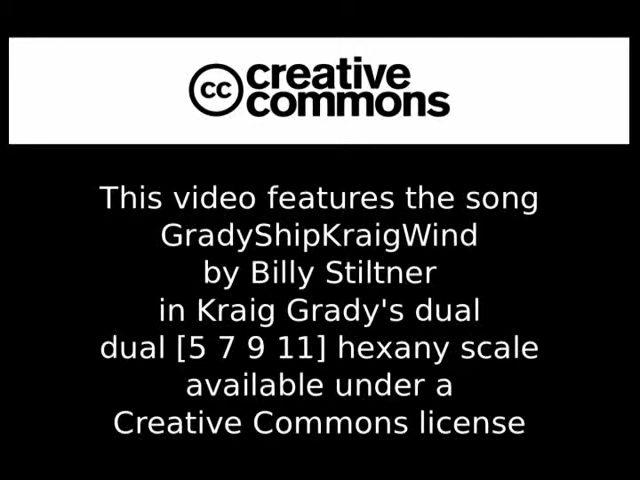 cc creative
commons
This video features the song
GradyShipKraigWind
by Billy Stiltner
in Kraig Grady's dual
dual [5 7 9 11] hexany scale
available under a
Creative Commons license